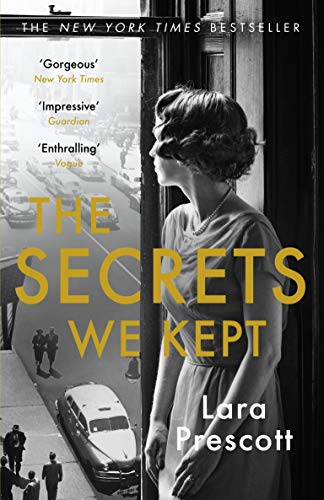 THE NEW YORK TIMES BESTSELLER
‘Gorgeous’
New York Times
‘Impressive’
Guardian
‘Enthralling’
Vogue
THE
SECRETS
WE KEPT
Lara
Prescott